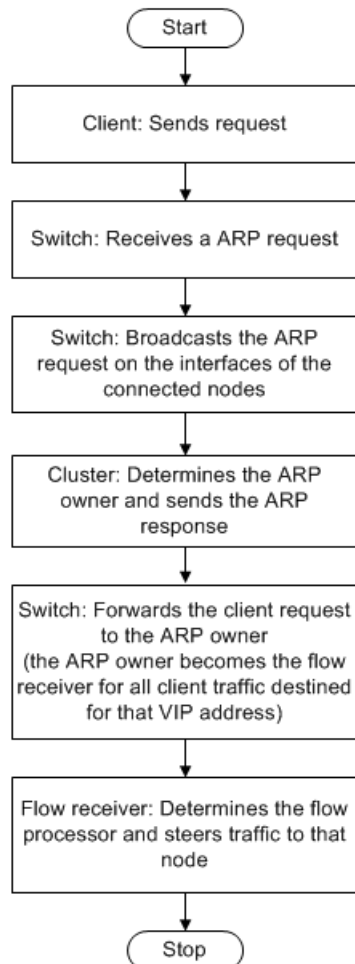 Start
Client: Sends request
Switch: Receives a ARP request
Switch: Broadcasts the ARP
request on the interfaces of the
connected nodes
Cluster: Determines the ARP
owner and sends the ARP
response
Switch: Forwards the client request
to the ARP owner
(the ARP owner becomes the flow
receiver for all client traffic destined
for that VIP address)
Flow receiver: Determines the flow
processor and steers traffic to that
node
Stop